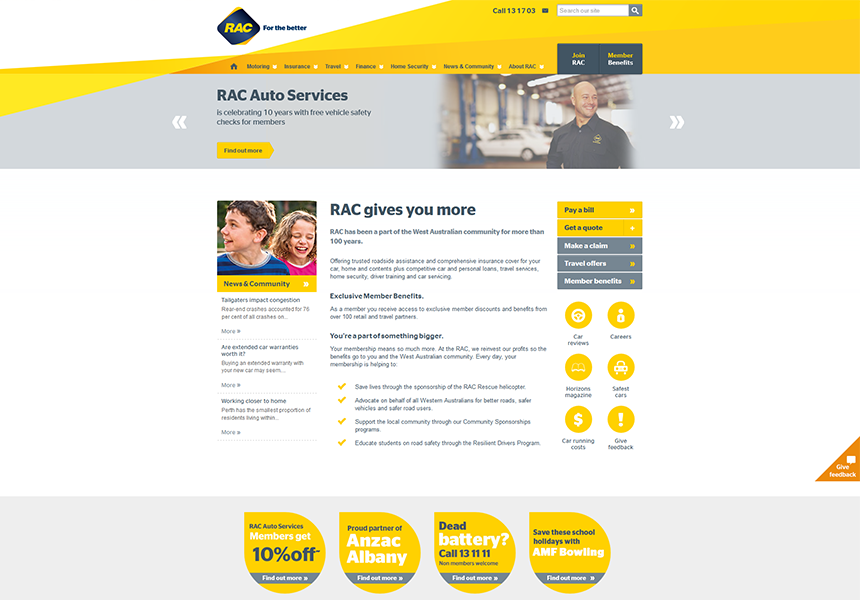 Call 13 17 03
Search our site
RAC
For the better
Join
RAC
Member
Benefits
Motoring
Insurance
Travel
Finance
Home Security
News & Community
About RAC
RAC Auto Services
is celebrating 10 years with free vehicle safety
checks for members
Find out more
RAC gives you more
RAC has been a part of the West Australian community for more than
100 years.
Offering trusted roadside assistance and comprehensive insurance cover for your
car, home and contents plus competitive car and personal loans, travel services,
home security, driver training and car servicing.
Exclusive Member Benefits.
As a member you receive access to exclusive member discounts and benefits from
over 100 retail and travel partners.
You're a part of something bigger.
Your membership means so much more. At the RAC, we reinvest our profits so the
benefits go to you and the West Australian community. Every day, your
membership is helping to:
Save lives through the sponsorship of the RAC Rescue helicopter.
Advocate on behalf of all Western Australians for better roads, safer
vehicles and safer road users.
Support the local community through our Community Sponsorships
programs.
Educate students on road safety through the Resilient Drivers Program.
News & Community »
Tailgaters impact congestion
Rear-end crashes accounted for 76
per cent of all crashes on...
More »
Are extended car warranties
worth it?
Buying an extended warranty with
your new car may seem...
More »
Working closer to home
Perth has the smallest proportion of
residents living within...
More »
Pay a bill »
Get a quote +
Make a claim »
Travel offers »
Member benefits »
Car
reviews
Careers
Horizons
magazine
Safest
cars
$
Car running
costs
!
Give
feedback
Give
feedback
RAC Auto Services
Members get
10%off~
Find out more »
Proud partner of
Anzac
Albany
Find out more »
Dead
battery?
Call 13 11 11
Non members welcome
Find out more »
Save these school
holidays with
AMF Bowling
Find out more »